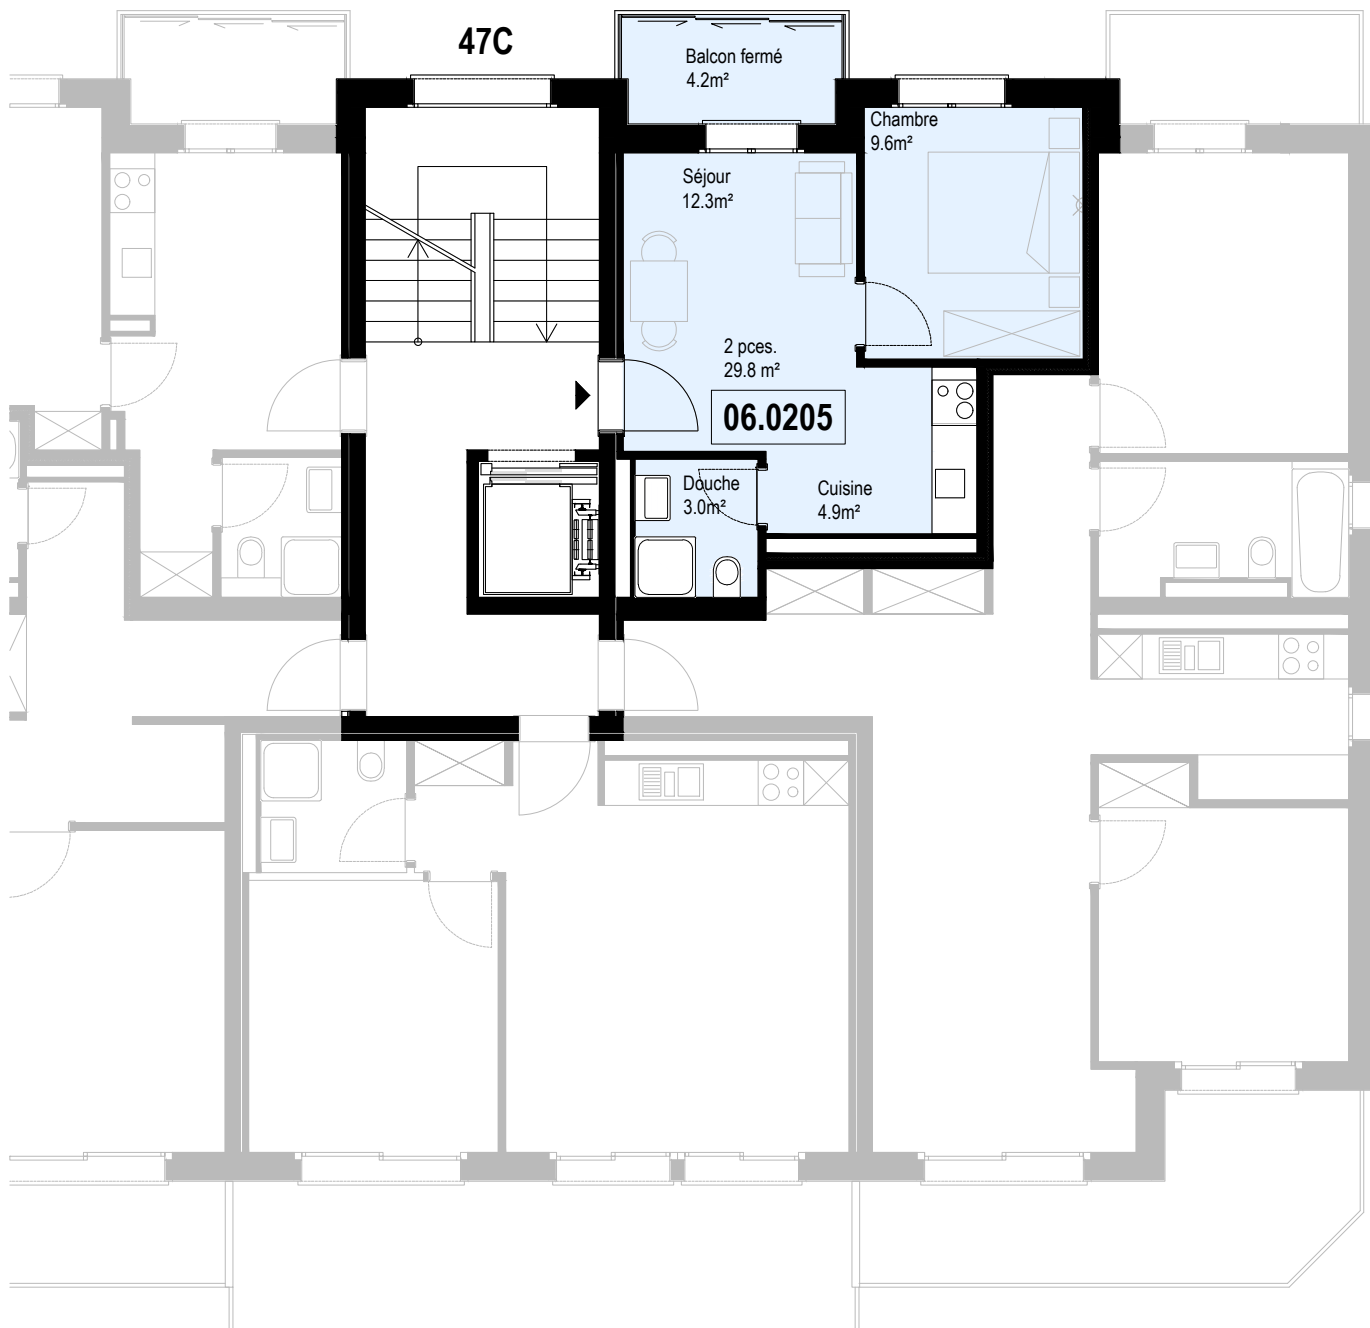 47C
Balcon fermé
4.2m²
Chambre
9.6m²
Séjour
12.3m²
2 pces.
29.8 m²
06.0205
Douche
3.0m²
Cuisine
4.9m²